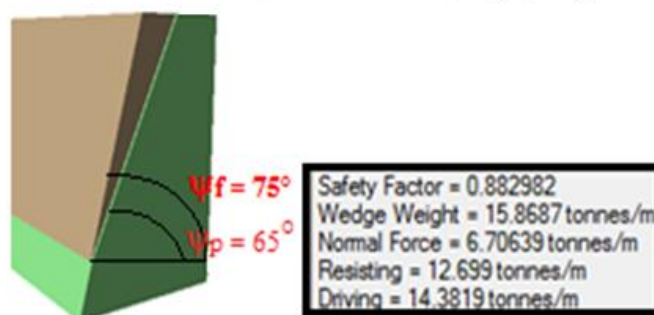 Ψf = 75°
Ψp = 65°
Safety Factor = 0.882982
Wedge Weight = 15.8687 tonnes/m
Normal Force = 6.70639 tonnes/m
Resisting = 12.699 tonnes/m
Driving = 14.3819 tonnes/m